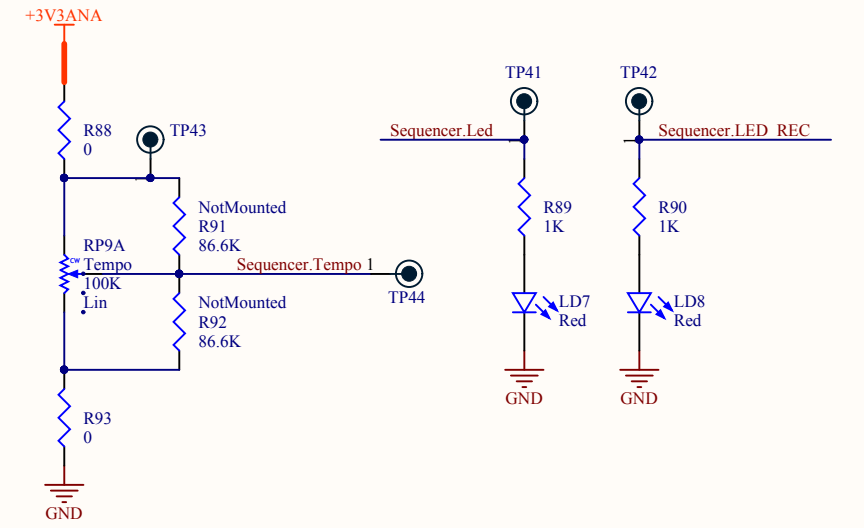 +3V3ANA
R88
0
TP43
NotMounted
R91
86.6K
RP9A
cw
Tempo
100K
Lin
Sequencer.Tempo 1
TP44
NotMounted
R92
86.6K
R93
0
GND
TP41
Sequencer.Led
R89
1K
LD7
Red
GND
TP42
Sequencer.LED_REC
R90
1K
LD8
Red
GND